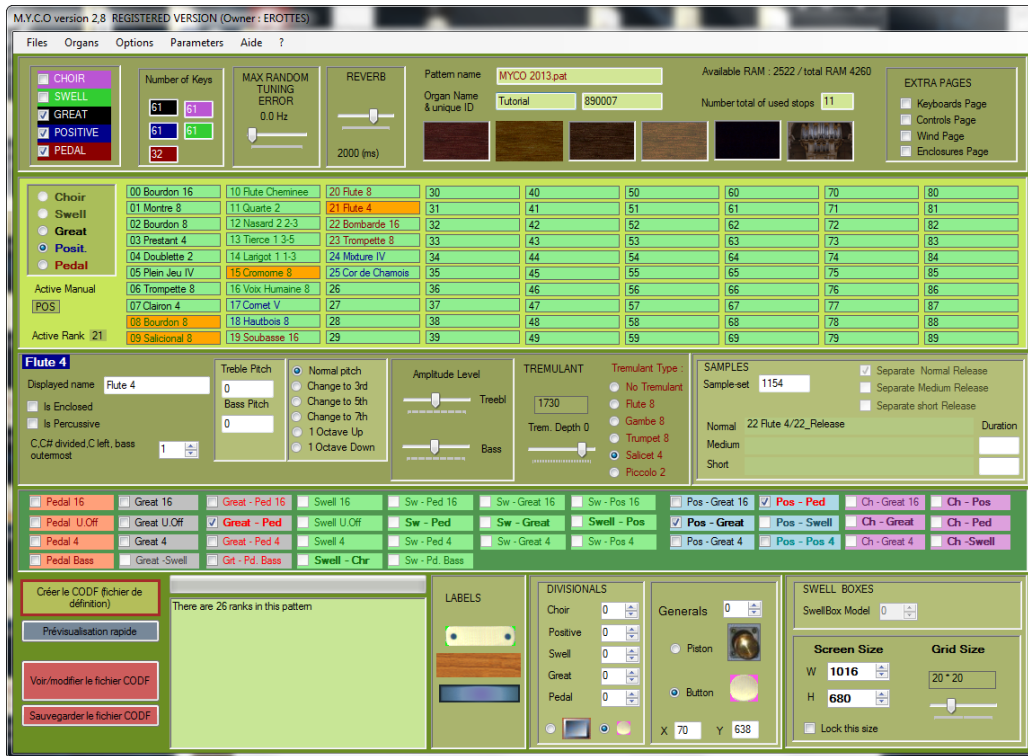 M.Y.C.O version 2,8 REGISTERED VERSION (Owner : EROTTES)
Files Organs Options Parameters Aide ?
CHOIR
SWELL
GREAT
POSITIVE
PEDAL
Number of Keys
61 61
61 61
32
MAX RANDOM
TUNING
ERROR
0.0 Hz
REVERB
2000 (ms)
Pattem name MYCO 2013.pat
Organ Name
& unique ID
Tutorial 890007
Available RAM : 2522 / total RAM 4260
Number total of used stops 11
EXTRA PAGES
Keyboards Page
Controls Page
Wind Page
Enclosures Page
Choir
Swell
Great
Posit.
Pedal
Active Manual
POS
Active Rank 21
00 Bourdon 16 10 Flute Cheminee 20 Flute 8 30 40 50 60 70 80
01 Montre 8 11 Quarte 2 21 Flute 4 31 41 51 61 71 81
02 Bourdon 8 12 Nasard 2 2-3 22 Bombarde 16 32 42 52 62 72 82
03 Prestant 4 13 Tierce 1 3-5 23 Trompette 8 33 43 53 63 73 83
04 Doublette 2 14 Larigot 1 1-3 24 Mixture IV 34 44 54 64 74 84
05 Plein Jeu IV 15 Cromorne 8 25 Cor de Chamois 35 45 55 65 75 85
06 Trompette 8 16 Voix Humaine 8 26 36 46 56 66 76 86
07 Clairon 4 17 Cornet V 27 37 47 57 67 77 87
08 Bourdon 8 18 Hautbois 8 28 38 48 58 68 78 88
09 Salicional 8 19 Soubasse 16 29 39 49 59 69 79 89
Flute 4
Displayed name Flute 4
Is Enclosed
Is Percussive
C,C# divided,C left, bass
outermost
1
Treble Pitch
0
Bass Pitch
0
Normal pitch
Change to 3rd
Change to 5th
Change to 7th
1 Octave Up
1 Octave Down
Amplitude Level
Treebl
Bass
TREMULANT
1730
Trem. Depth 0
Tremulant Type :
No Tremulant
Flute 8
Gambe 8
Trumpet 8
Salicet 4
Piccolo 2
SAMPLES
Sample-set 1154
Separate Normal Release
Separate Medium Release
Separate short Release
Normal 22 Flute 4/22_Release Duration
Medium
Short
Pedal 16 Great 16 Great - Ped 16 Swell 16 Sw - Ped 16 Sw - Great 16 Sw - Pos 16 Pos - Great 16 Pos - Ped Ch - Great 16 Ch - Pos
Pedal U.Off Great U.Off Great - Ped Swell U.Off Sw - Ped Sw - Great Swell - Pos Pos - Great Pos - Swell Ch - Great Ch - Ped
Pedal 4 Great 4 Great - Ped 4 Swell 4 Sw - Ped 4 Sw - Great 4 Sw - Pos 4 Pos - Great 4 Pos - Pos 4 Ch - Great 4 Ch -Swell
Pedal Bass Great -Swell Grt - Pd. Bass Swell - Chr Sw - Pd. Bass
Créer le CODF (fichier de
définition)
Prévisualisation rapide
Voir/modifier le fichier CODF
Sauvegarder le fichier CODF
There are 26 ranks in this pattern
LABELS
DIVISIONALS
Choir 0
Positive 0
Swell 0
Great 0
Pedal 0
Generals 0
Piston
Button
X 70 Y 638
SWELL BOXES
SwellBox Model 0
Screen Size
W 1016
H 680
Lock this size
Grid Size
20 * 20